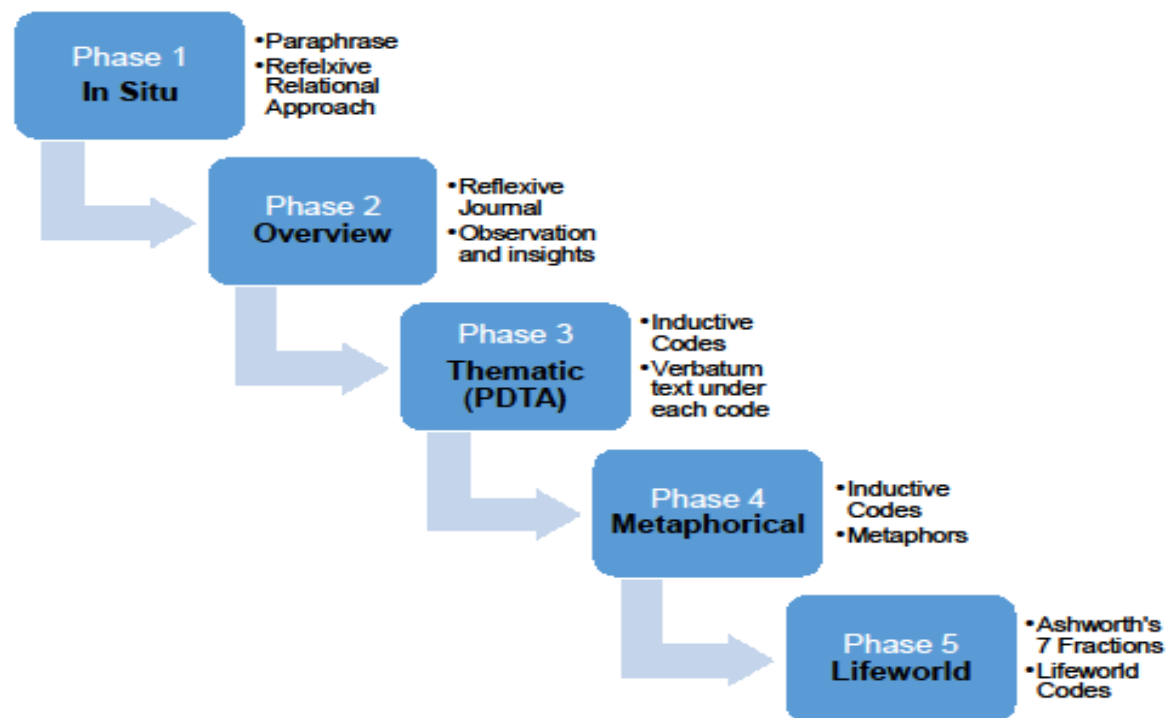 Phase 1
In Situ
•Paraphrase
•Refelxive
Relational
Approach
Phase 2
Overview
•Reflexive
Journal
•Observation
and insights
Phase 3
Thematic
(PDTA)
•Inductive
Codes
•Verbatum
text under
each code
Phase 4
Metaphorical
•Inductive
Codes
•Metaphors
Phase 5
Lifeworld
•Ashworth's
7 Fractions
•Lifeworld
Codes